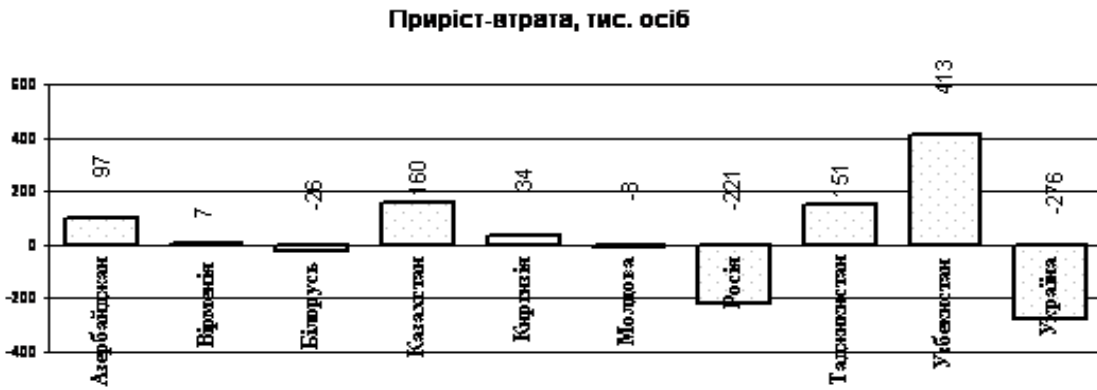 Приріст-втрата, тис. осіб
600
400
200
0
-200
-400
97
7
-26
160
34
-8
-221
151
413
-276
Азербайджан
Вірменія
Білорусь
Казахстан
Киргизія
Молдова
Росія
Таджикистан
Узбекистан
Україна